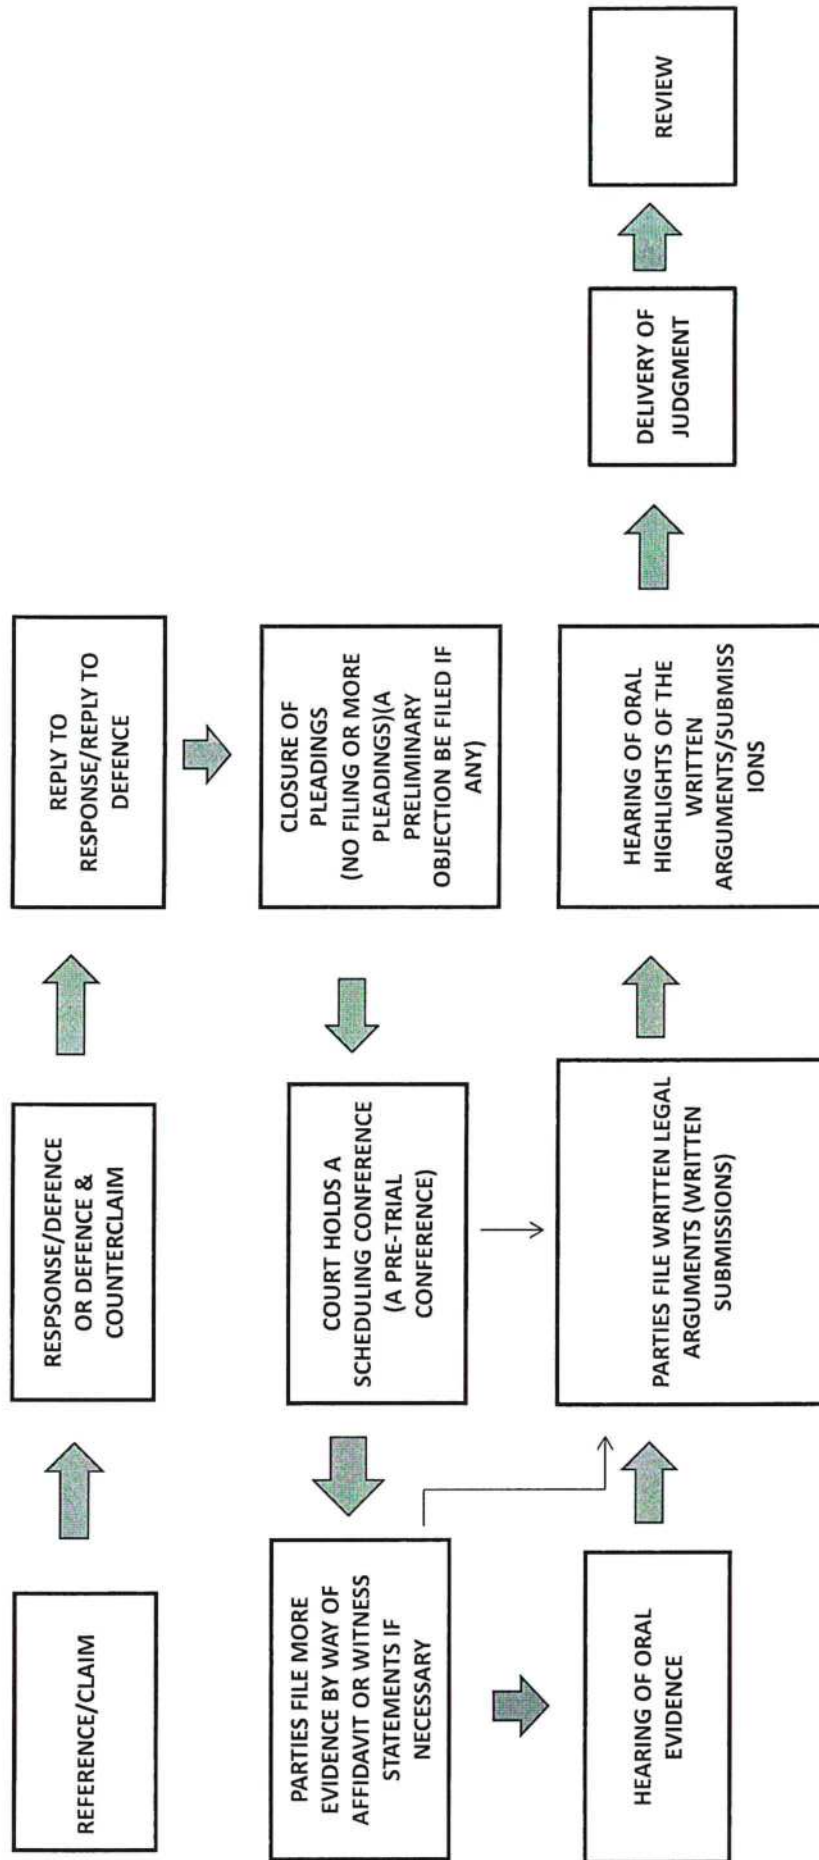 REFERENCE/CLAIM
RESPSONSE/DEFENCE
OR DEFENCE &
COUNTERCLAIM
REPLY TO
RESPONSE/REPLY TO
DEFENCE
CLOSURE OF
PLEADINGS
(NO FILING OR MORE
PLEADINGS)(A
PRELIMINARY
OBJECTION BE FILED IF
ANY)
COURT HOLDS A
SCHEDULING CONFERENCE
(A PRE-TRIAL
CONFERENCE)
PARTIES FILE MORE
EVIDENCE BY WAY OF
AFFIDAVIT OR WITNESS
STATEMENTS IF
NECESSARY
HEARING OF ORAL
EVIDENCE
PARTIES FILE WRITTEN LEGAL
ARGUMENTS (WRITTEN
SUBMISSIONS)
HEARING OF ORAL
HIGHLIGHTS OF THE
WRITTEN
ARGUMENTS/SUBMISS
IONS
DELIVERY OF
JUDGMENT
REVIEW